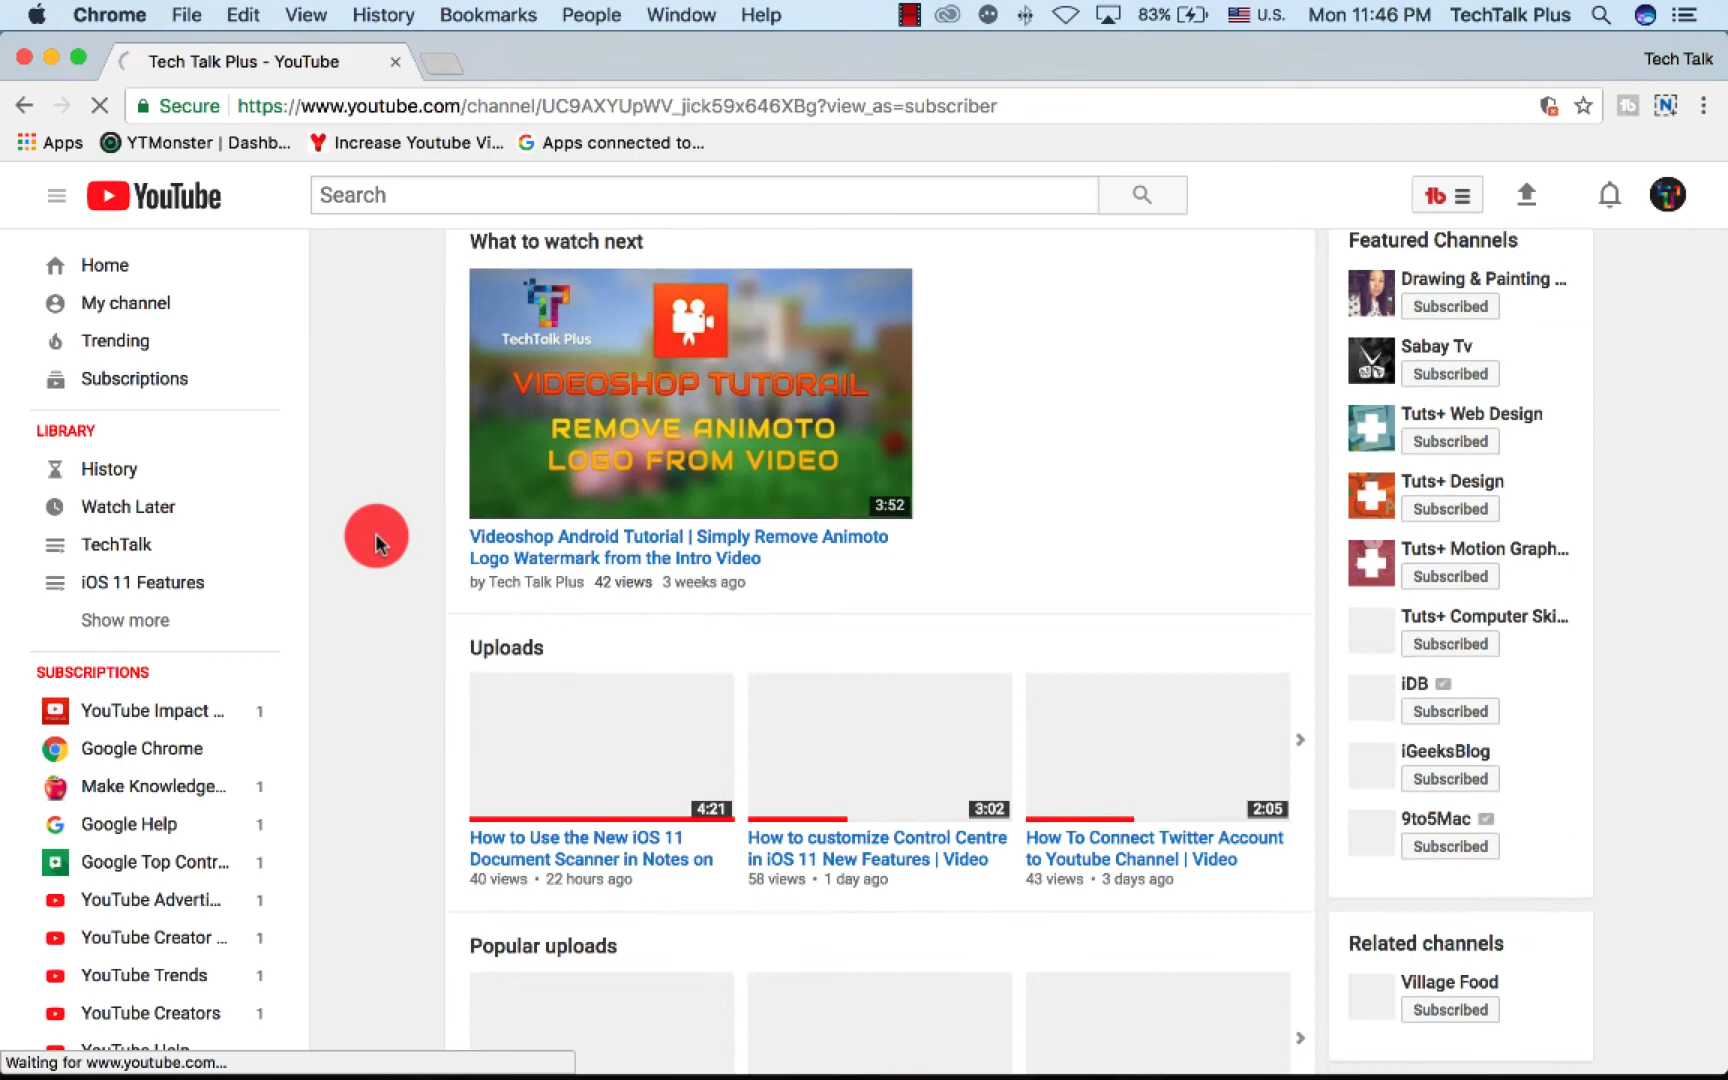 Chrome File Edit View History Bookmarks People Window Help 83% U.S. Mon 11:46 PM TechTalk Plus
Tech Talk Plus - YouTube
Tech Talk
Secure https://www.youtube.com/channel/UC9AXYUpWV_jick59x646XBg?view_as=subscriber
Apps YTMonster | Dashb... Increase Youtube Vi... Apps connected to...
YouTube
Search
Home
My channel
Trending
Subscriptions
LIBRARY
History
Watch Later
TechTalk
iOS 11 Features
Show more
SUBSCRIPTIONS
YouTube Impact ... 1
Google Chrome
Make Knowledge... 1
Google Help 1
Google Top Contr... 1
YouTube Adverti... 1
YouTube Creator ... 1
YouTube Trends 1
YouTube Creators 1
YouTube Help
Waiting for www.youtube.com...
What to watch next
TechTalk Plus
VIDEOSHOP TUTORAIL
REMOVE ANIMOTO
LOGO FROM VIDEO
3:52
Videoshop Android Tutorial | Simply Remove Animoto
Logo Watermark from the Intro Video
by Tech Talk Plus 42 views 3 weeks ago
Uploads
4:21
How to Use the New iOS 11
Document Scanner in Notes on
40 views • 22 hours ago
3:02
How to customize Control Centre
in iOS 11 New Features | Video
58 views • 1 day ago
2:05
How To Connect Twitter Account
to Youtube Channel | Video
43 views • 3 days ago
Popular uploads
Featured Channels
Drawing & Painting ...
Subscribed
Sabay Tv
Subscribed
Tuts+ Web Design
Subscribed
Tuts+ Design
Subscribed
Tuts+ Motion Graph...
Subscribed
Tuts+ Computer Ski...
Subscribed
iDB
Subscribed
iGeeksBlog
Subscribed
9to5Mac
Subscribed
Related channels
Village Food
Subscribed